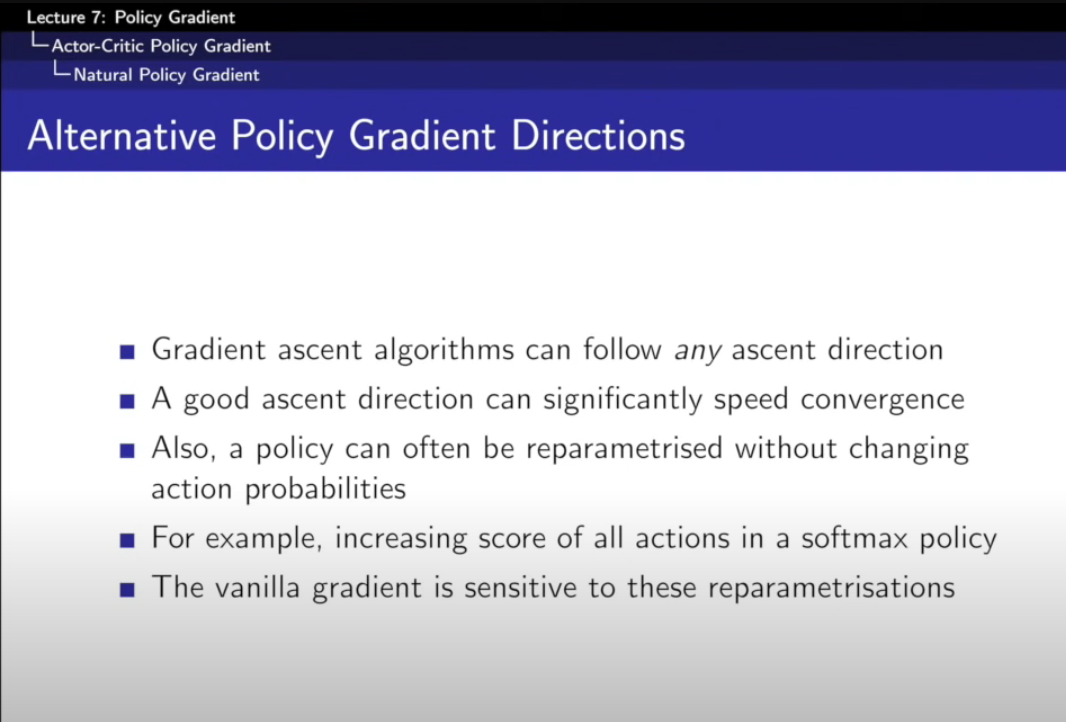 Lecture 7: Policy Gradient
Actor-Critic Policy Gradient
Natural Policy Gradient
Alternative Policy Gradient Directions
Gradient ascent algorithms can follow any ascent direction
A good ascent direction can significantly speed convergence
Also, a policy can often be reparametrised without changing
action probabilities
For example, increasing score of all actions in a softmax policy
The vanilla gradient is sensitive to these reparametrisations